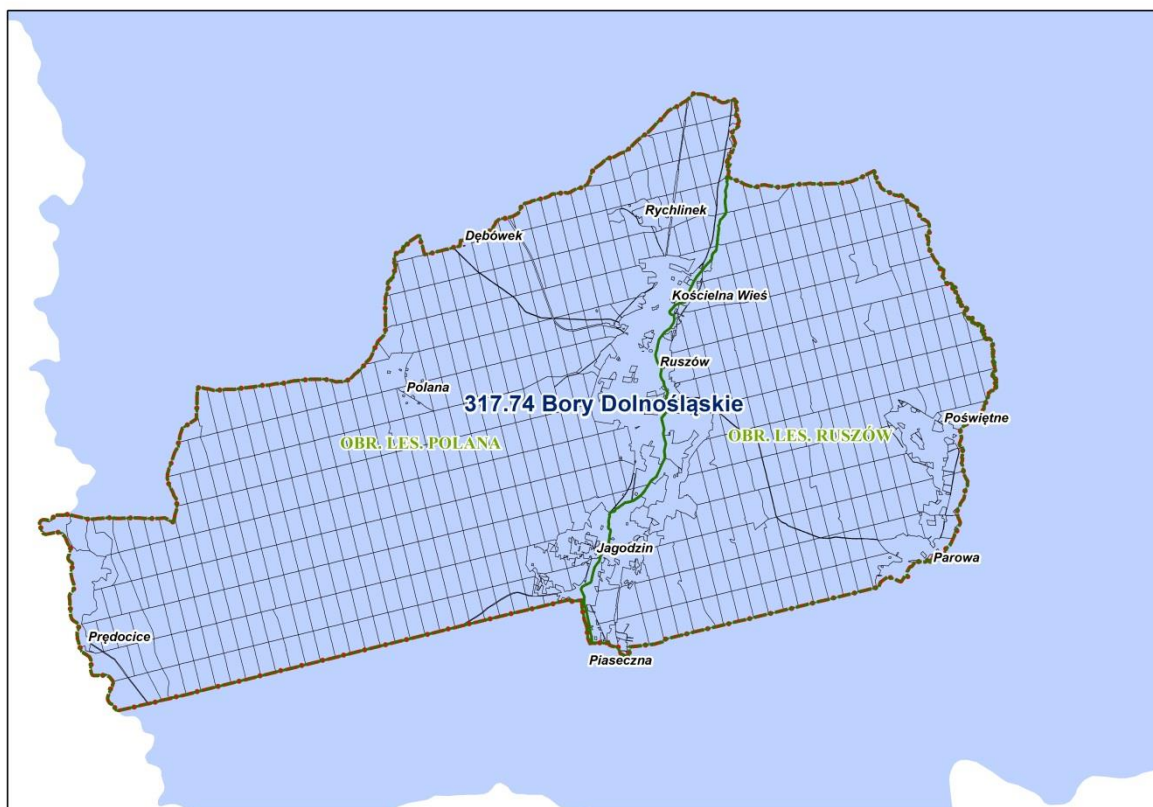 Rychlinek
Dębówek
Kościelna Wieś
Ruszów
Polana
317.74 Bory Dolnośląskie
Poświętne
OBR. LES. POLANA
OBR. LES. RUSZÓW
Jagodzin
Parowa
Prędocice
Piaseczna